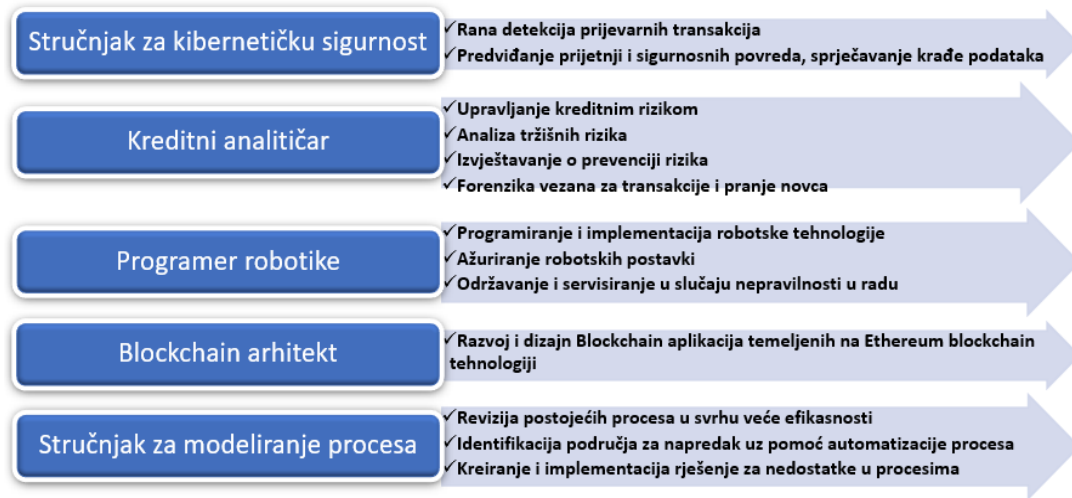 Stručnjak za kibernetičku sigurnost
✓Rana detekcija prijevarnih transakcija
✓Predviđanje prijetnji i sigurnosnih povreda, sprječavanje krađe podataka
Kreditni analitičar
✓Upravljanje kreditnim rizikom
✓Analiza tržišnih rizika
✓Izvještavanje o prevenciji rizika
✓Forenzika vezana za transakcije i pranje novca
Programer robotike
✓Programiranje i implementacija robotske tehnologije
✓Ažuriranje robotskih postavki
✓Održavanje i servisiranje u slučaju nepravilnosti u radu
Blockchain arhitekt
✓Razvoj i dizajn Blockchain aplikacija temeljenih na Ethereum blockchain
tehnologiji
Stručnjak za modeliranje procesa
✓Revizija postojećih procesa u svrhu veće efikasnosti
✓Identifikacija područja za napredak uz pomoć automatizacije procesa
✓Kreiranje i implementacija rješenje za nedostatke u procesima